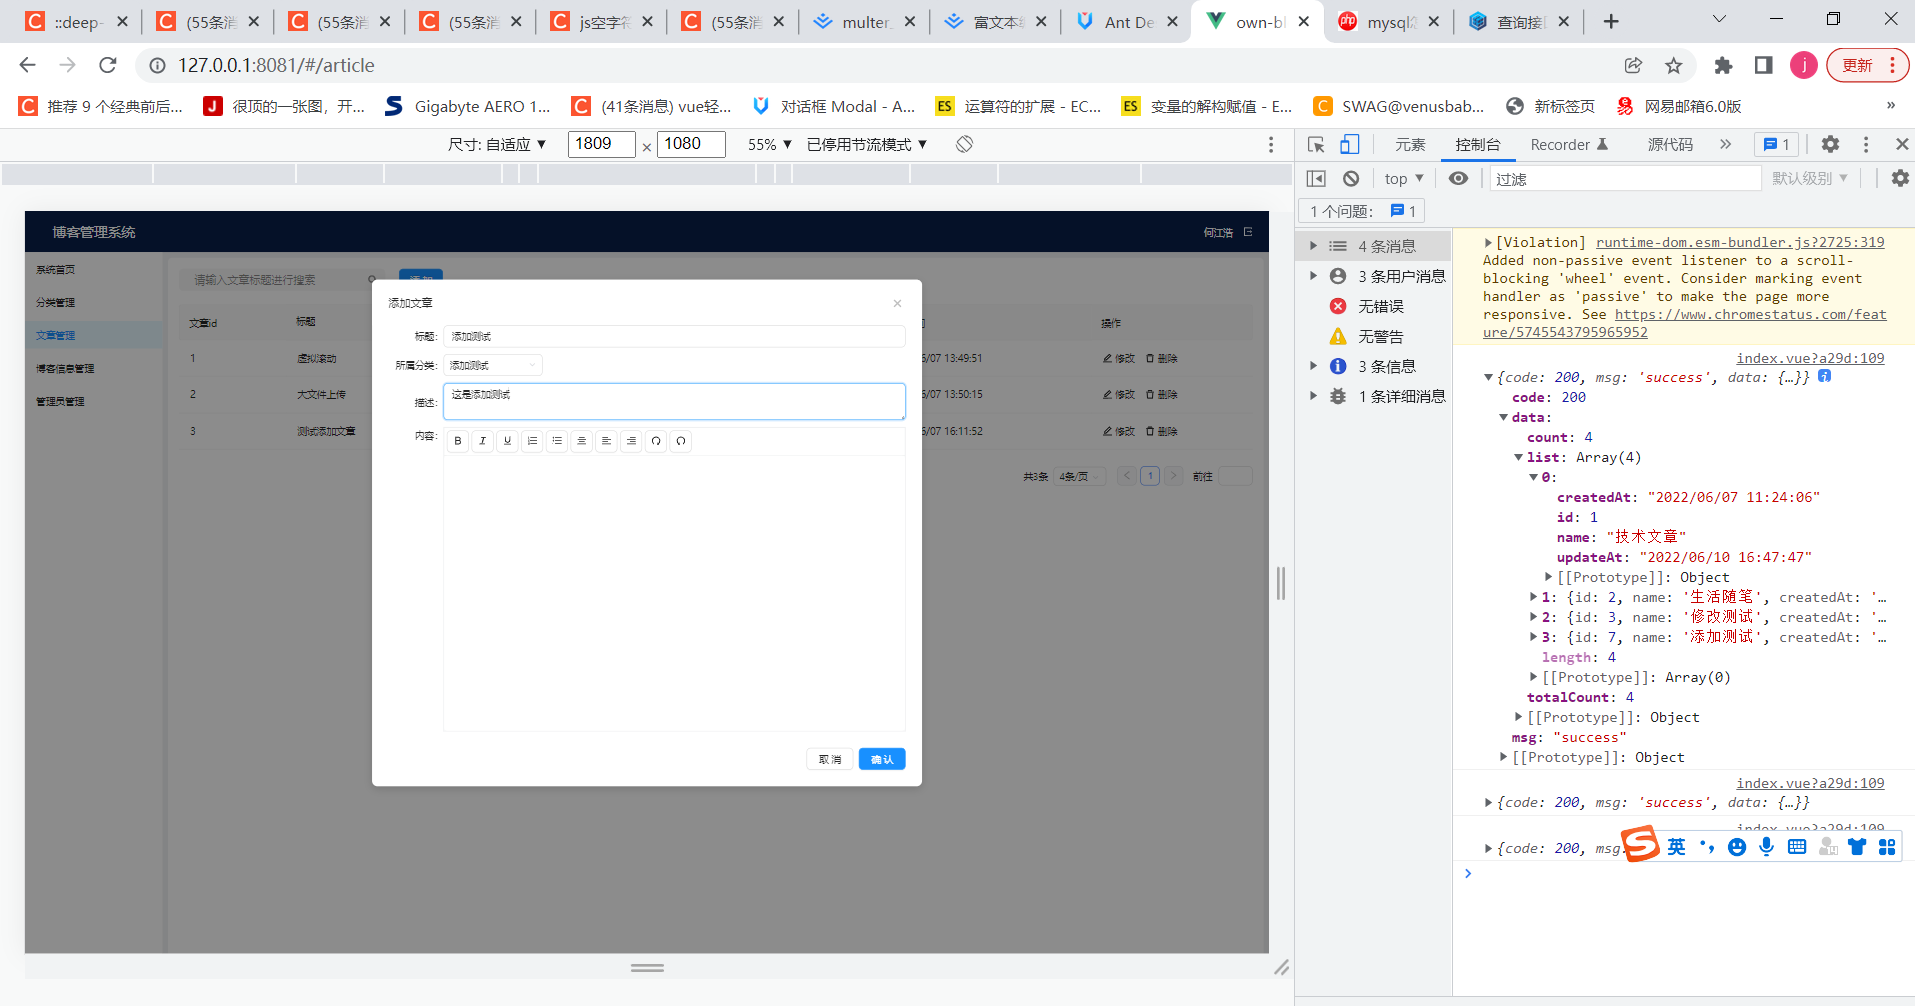 ::deep-
(55条消
(55条消
(55条消
js空字符
(55条消
multer_
富文本编
Ant De
own-bl
mysql怎
查询接
127.0.0.1:8081/#/article
更新
推荐 9 个经典前后...
很顶的一张图，开...
Gigabyte AERO 1...
(41条消息) vue轻...
对话框 Modal - A...
运算符的扩展 - EC...
变量的解构赋值 - E...
SWAG@venusbab...
新标签页
网易邮箱6.0版
»
尺寸: 自适应 ▼
1809 × 1080
55% ▼
已停用节流模式 ▼
元素
控制台
Recorder
源代码
»
1
top ▼
过滤
默认级别 ▼
1 个问题:
1
博客管理系统
何江浩
系统首页
分类管理
文章管理
博客信息管理
管理员管理
请输入文章标题进行搜索
添 加
文章id
标题
操作
1
虚拟滚动
/07 13:49:51
修改
删除
2
大文件上传
/07 13:50:15
修改
删除
3
测试添加文章
/07 16:11:52
修改
删除
共3条
4条/页
<
1
>
前往
添加文章
标题:
添加测试
所属分类:
添加测试
描述:
这是添加测试
内容:
B
I
U
取 消
确 认
4 条消息
3 条用户消息
无错误
无警告
3 条信息
1 条详细消息
[Violation] runtime-dom.esm-bundler.js?2725:319
Added non-passive event listener to a scroll-
blocking 'wheel' event. Consider marking event
handler as 'passive' to make the page more
responsive. See https://www.chromestatus.com/feat
ure/5745543795965952
index.vue?a29d:109
{code: 200, msg: 'success', data: {…}}
code: 200
data:
count: 4
list: Array(4)
0:
createdAt: "2022/06/07 11:24:06"
id: 1
name: "技术文章"
updateAt: "2022/06/10 16:47:47"
[[Prototype]]: Object
1: {id: 2, name: '生活随笔', createdAt: '…
2: {id: 3, name: '修改测试', createdAt: '…
3: {id: 7, name: '添加测试', createdAt: '…
length: 4
[[Prototype]]: Array(0)
totalCount: 4
[[Prototype]]: Object
msg: "success"
[[Prototype]]: Object
index.vue?a29d:109
{code: 200, msg: 'success', data: {…}}
index.vue?a29d:109
{code: 200, msg:
英